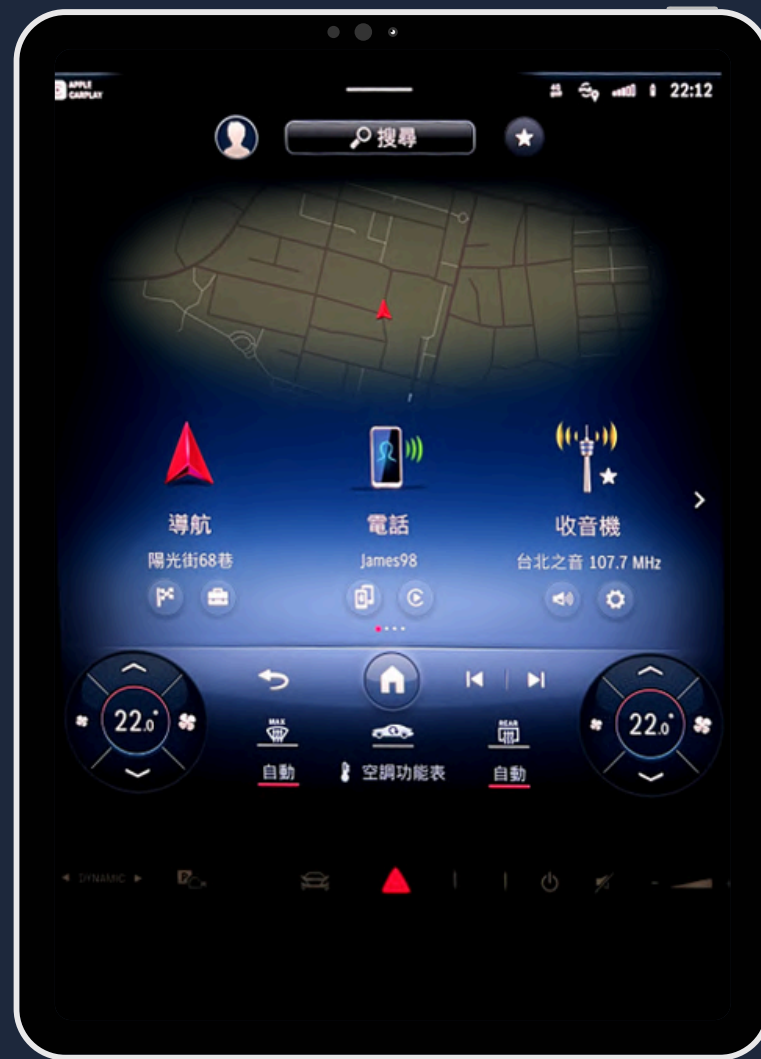 APPLE
CARPLAY
4G
22:12
搜尋
導航
電話
收音機
陽光街68巷
James98
台北之音 107.7 MHz
22.0°
22.0°
MAX
REAR
自動
空調功能表
自動
DYNAMIC
P